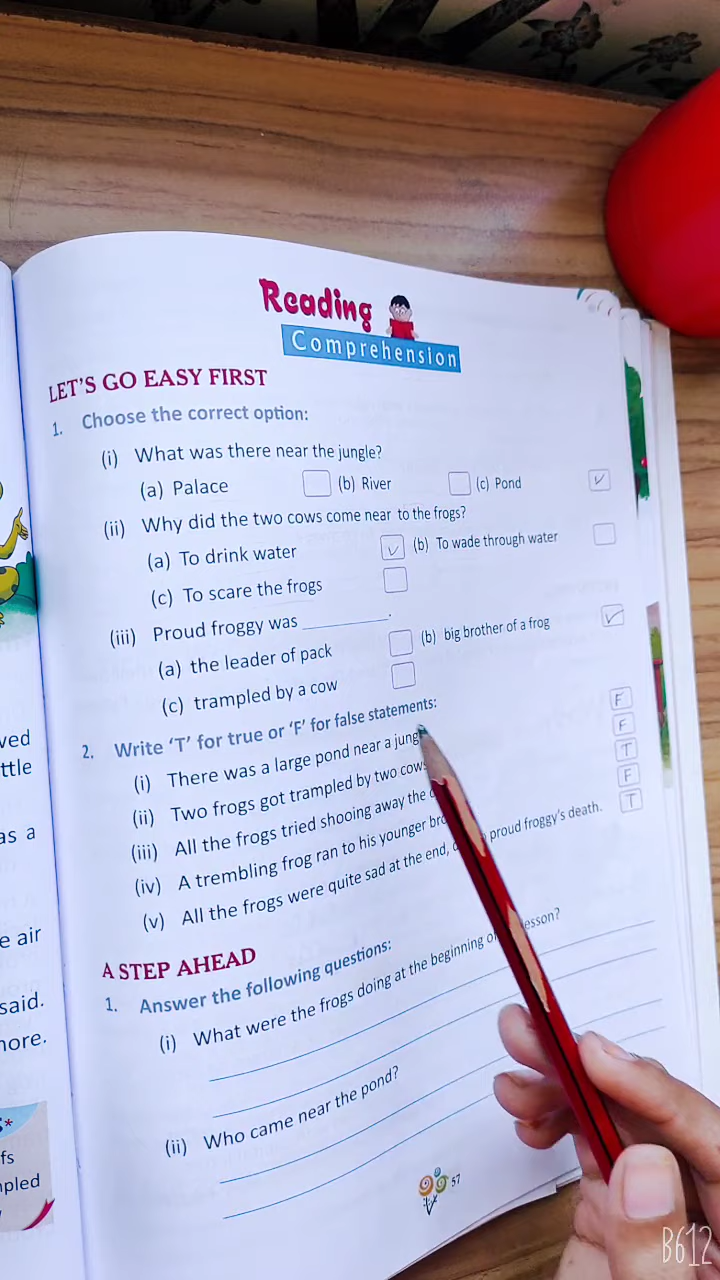 Reading
Comprehension
LET'S GO EASY FIRST
1. Choose the correct option:
(i) What was there near the jungle?
(a) Palace (b) River (c) Pond ✓
(ii) Why did the two cows come near to the frogs?
(a) To drink water ✓ (b) To wade through water
(c) To scare the frogs
(iii) Proud froggy was ________.
(a) the leader of pack (b) big brother of a frog ✓
(c) trampled by a cow
2. Write 'T' for true or 'F' for false statements:
(i) There was a large pond near a F
(ii) Two frogs got trampled by two F
(iii) All the frogs tried shooing away the T
(iv) A trembling frog ran to his younger F
(v) All the frogs were quite sad at the end, proud froggy's death. T
A STEP AHEAD
1. Answer the following questions:
(i) What were the frogs doing at the beginning
(ii) Who came near the pond?
57
ved
ttle
as a
e air
said.
nore.
s*
fs
npled
B612